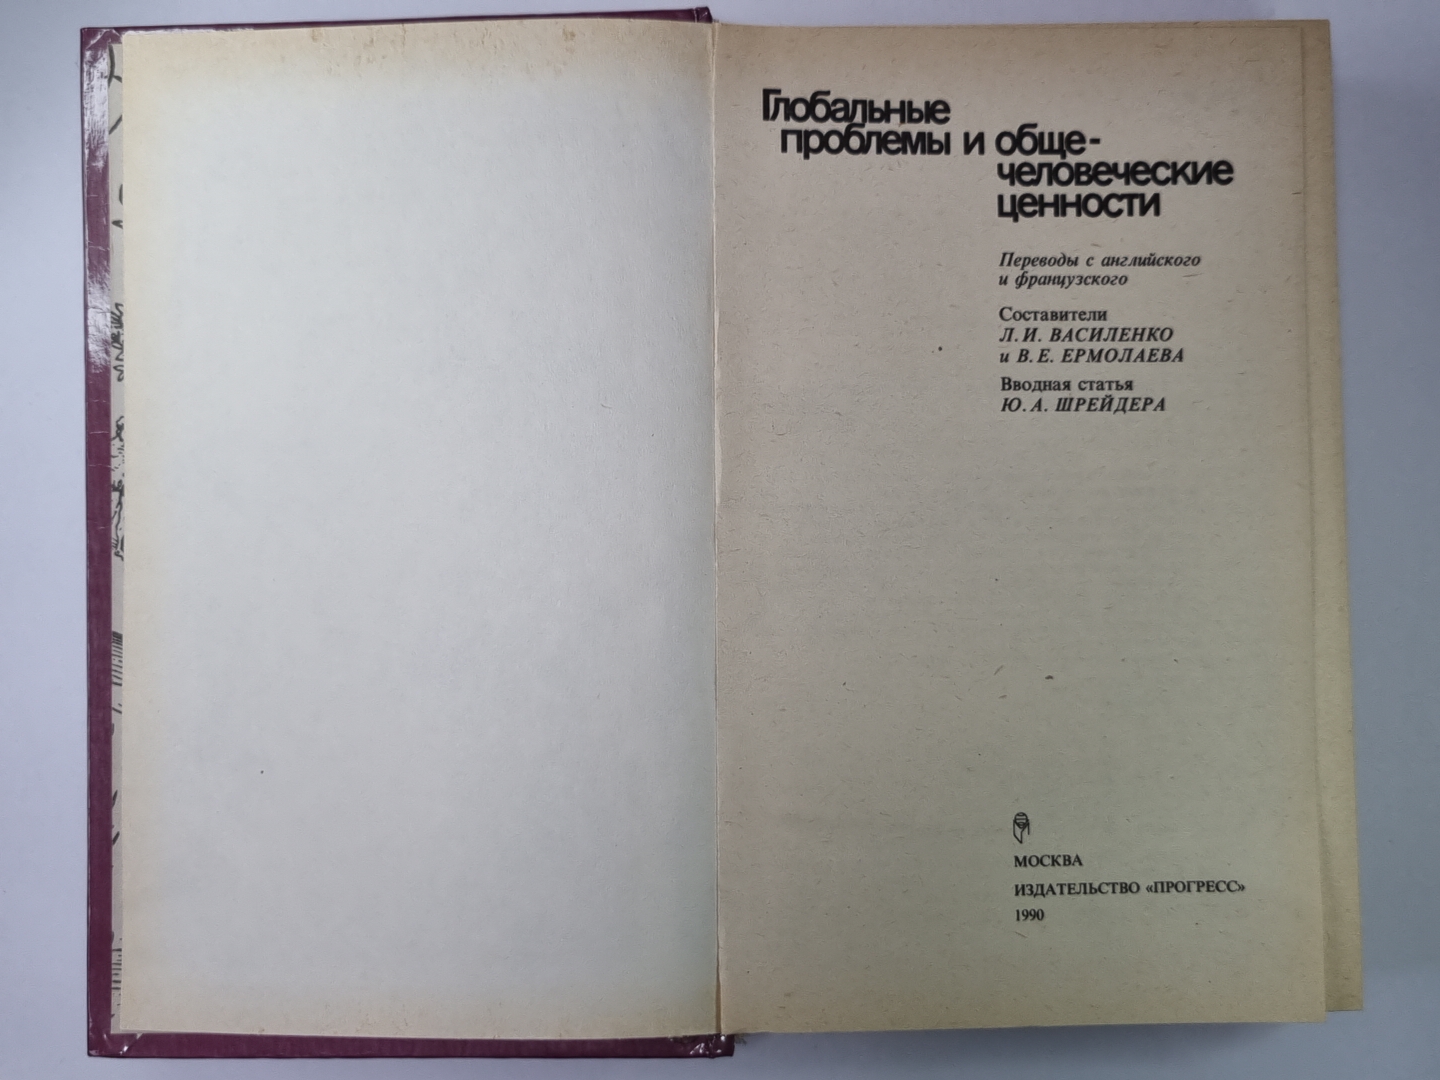 Глобальные
проблемы и обще-
человеческие
ценности
Переводы с английского
и французского
Составители
Л. И. ВАСИЛЕНКО
и В. Е. ЕРМОЛАЕВА
Вводная статья
Ю. А. ШРЕЙДЕРА
МОСКВА
ИЗДАТЕЛЬСТВО «ПРОГРЕСС»
1990